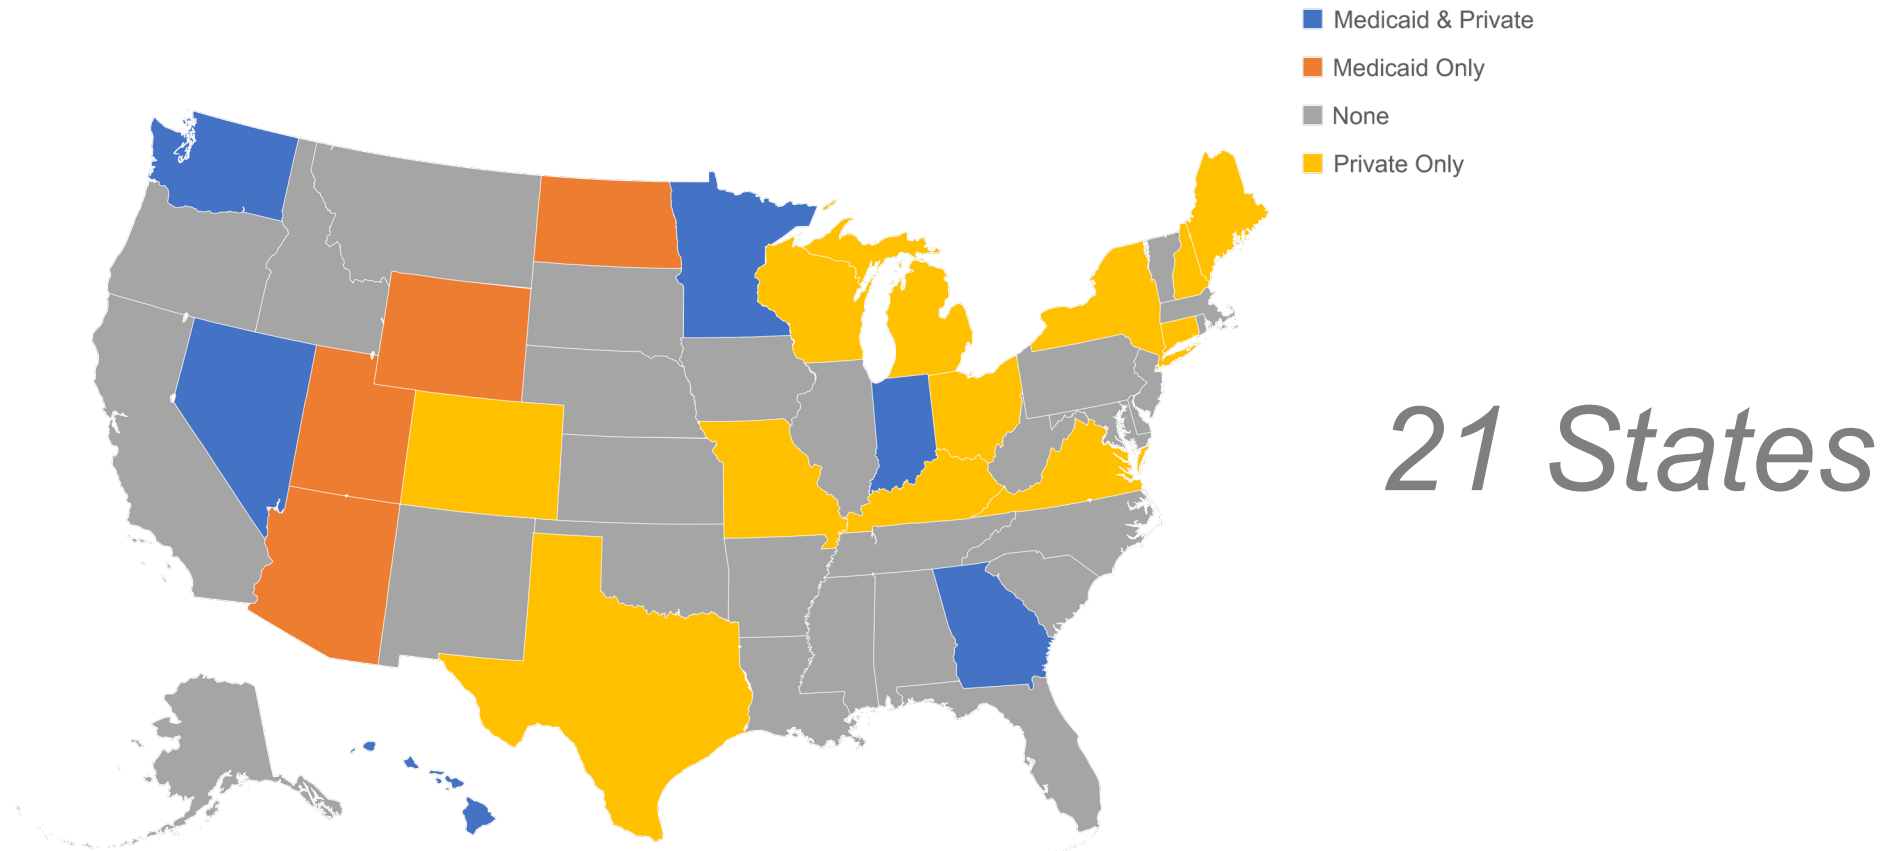 Medicaid & Private
Medicaid Only
None
Private Only
21 States